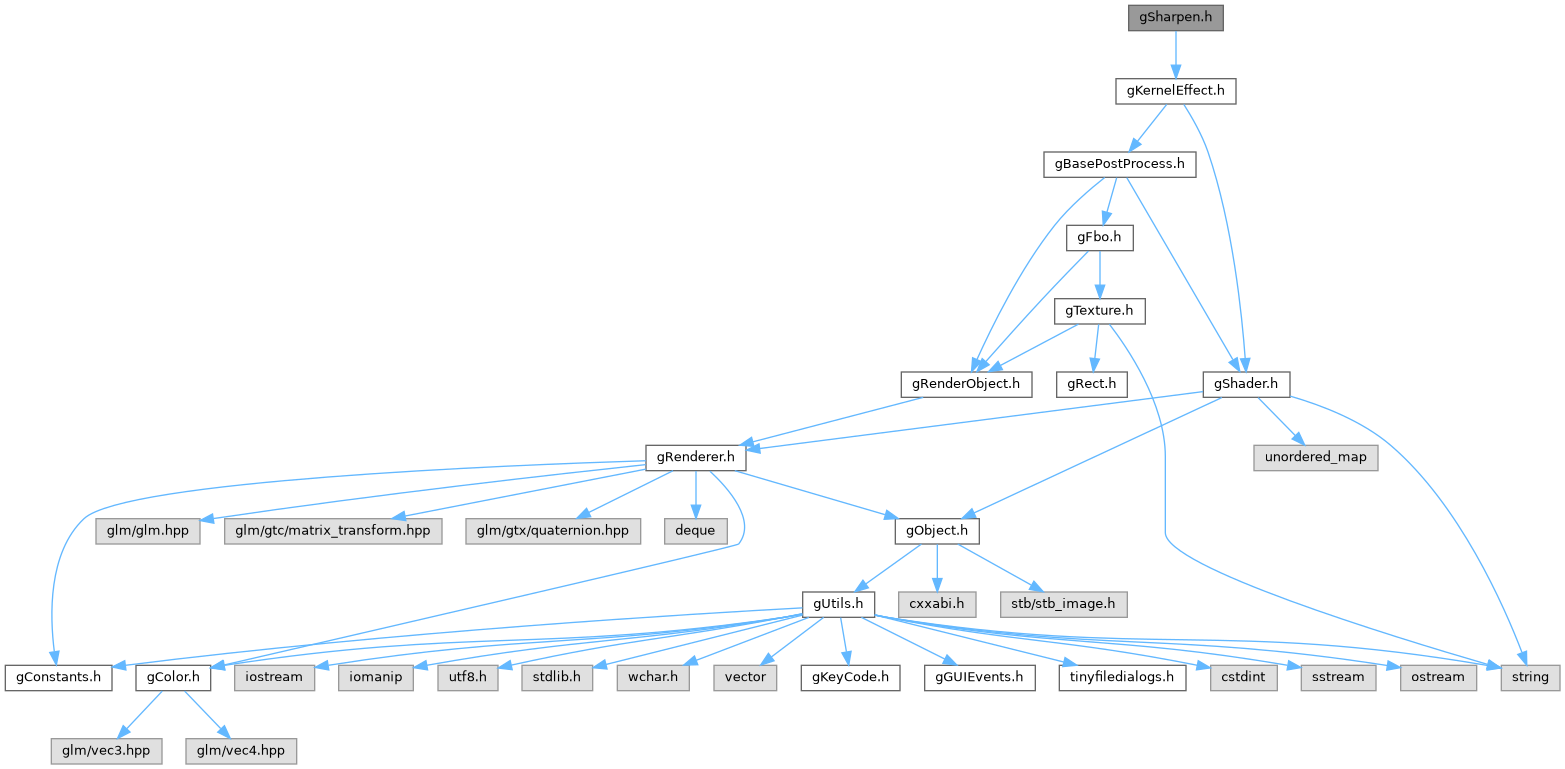 gSharpen.h
gKernelEffect.h
gBasePostProcess.h
gFbo.h
gTexture.h
gRenderObject.h
gRect.h
gShader.h
gRenderer.h
unordered_map
glm/glm.hpp
glm/gtc/matrix_transform.hpp
glm/gtx/quaternion.hpp
deque
gObject.h
gUtils.h
cxxabi.h
stb/stb_image.h
gConstants.h
gColor.h
iostream
iomanip
utf8.h
stdlib.h
wchar.h
vector
gKeyCode.h
gGUIEvents.h
tinyfiledialogs.h
cstdint
sstream
ostream
string
glm/vec3.hpp
glm/vec4.hpp